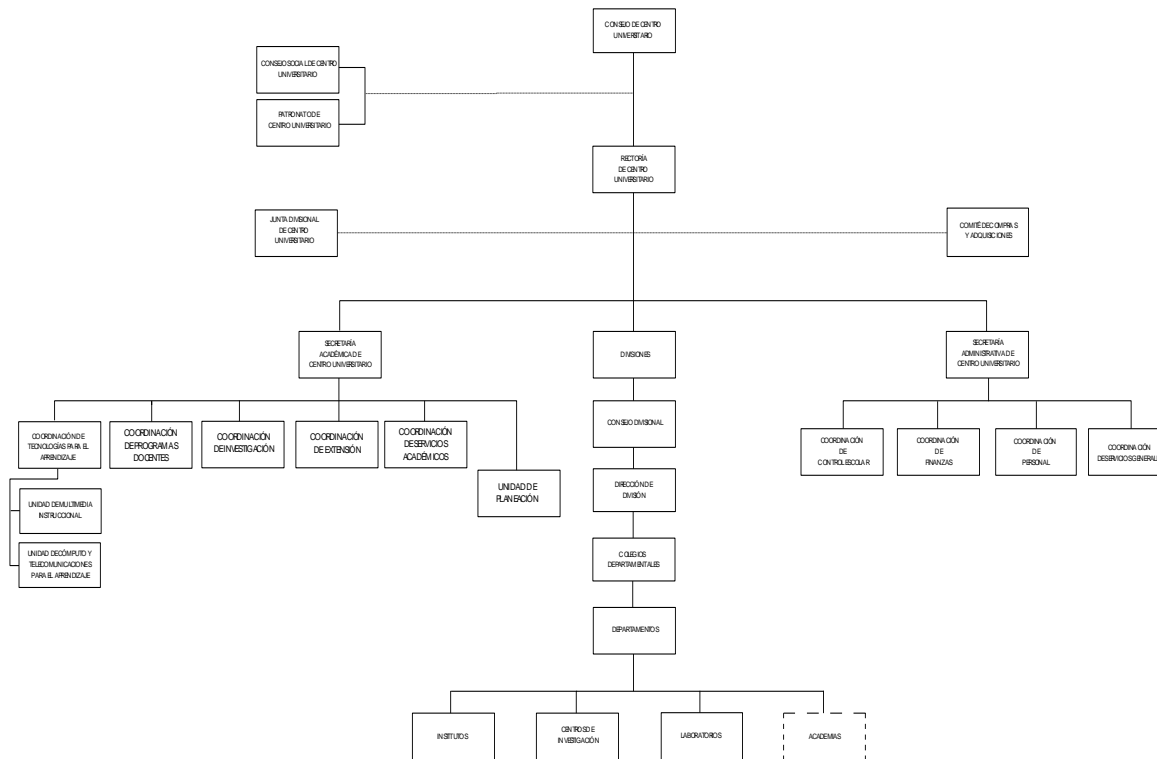 CONSEJO DE CENTRO
UNIVERSITARIO
CONSEJO SOCIAL DE CENTRO
UNIVERSITARIO
PATRONATO DE
CENTRO UNIVERSITARIO
RECTORÍA
DE CENTRO
UNIVERSITARIO
JUNTA DIVISIONAL
DE CENTRO
UNIVERSITARIO
COMITÉ DE COMPRAS
Y ADQUISICIONES
SECRETARÍA
ACADÉMICA DE
CENTRO UNIVERSITARIO
DIVISIONES
SECRETARÍA
ADMINISTRATIVA DE
CENTRO UNIVERSITARIO
COORDINACIÓN DE
TECNOLOGÍAS PARA EL
APRENDIZAJE
COORDINACIÓN
DE PROGRAMAS
DOCENTES
COORDINACIÓN
DE INVESTIGACIÓN
COORDINACIÓN
DE EXTENSIÓN
COORDINACIÓN
DE SERVICIOS
ACADÉMICOS
UNIDAD DE
PLANEACIÓN
CONSEJO DIVISIONAL
COORDINACIÓN
DE
CONTROL ESCOLAR
COORDINACIÓN
DE
FINANZAS
COORDINACIÓN
DE
PERSONAL
COORDINACIÓN
DE SERVICIOS GENERAL
UNIDAD DE MULTIMEDIA
INSTRUCCIONAL
UNIDAD DE CÓMPUTO Y
TELECOMUNICACIONES
PARA EL APRENDIZAJE
DIRECCIÓN DE
DIVISIÓN
COLEGIOS
DEPARTAMENTALES
DEPARTAMENTOS
INSTITUTOS
CENTROS DE
INVESTIGACIÓN
LABORATORIOS
ACADEMIAS